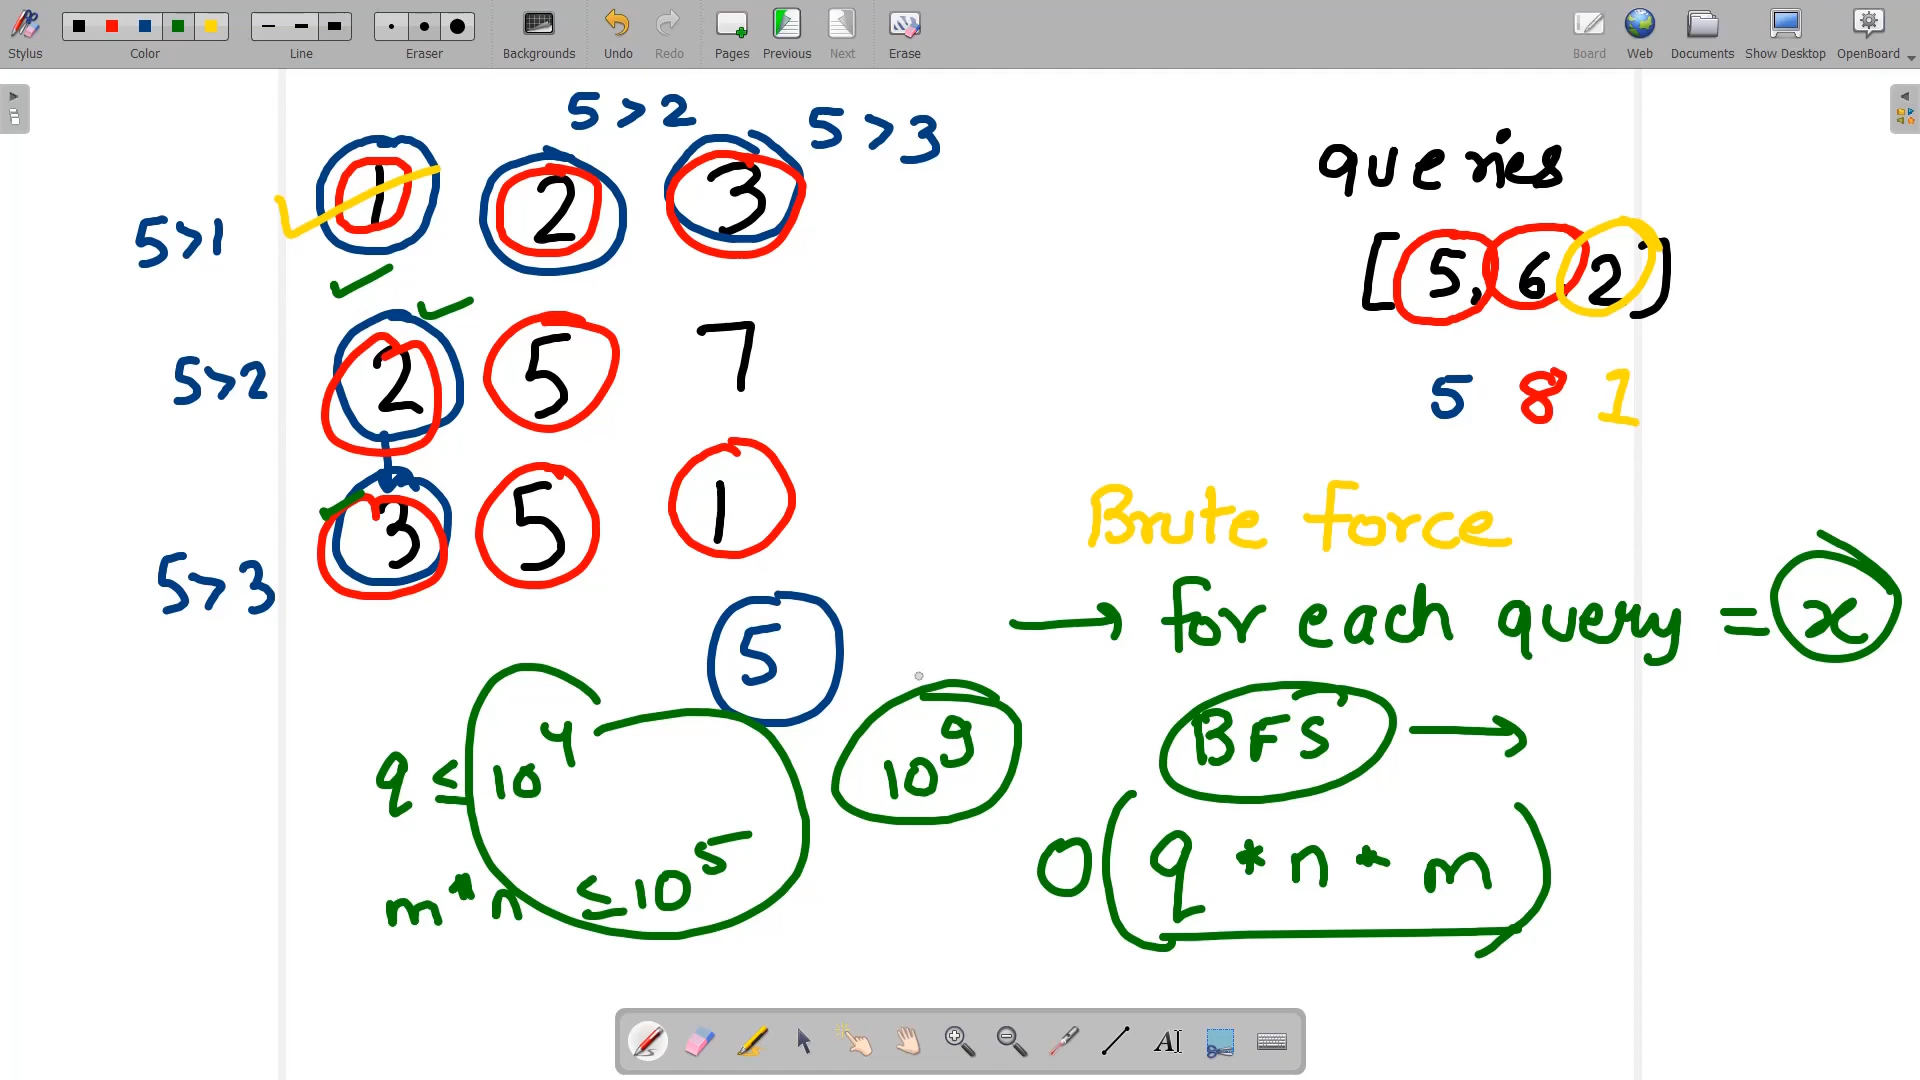 Stylus
Color
Line
Eraser
Backgrounds
Undo
Redo
Pages
Previous
Next
Erase
Board
Web
Documents
Show Desktop
OpenBoard
5 > 2
5 > 3
1 2 3
5 > 1
2 5 7
5 > 2
3 5 1
5 > 3
5
queries
[5, 6 2]
5 8 1
Brute force
→ for each query = x
BFS →
O(q * n * m)
q ≤ 10^4
m * n ≤ 10^5
10^9